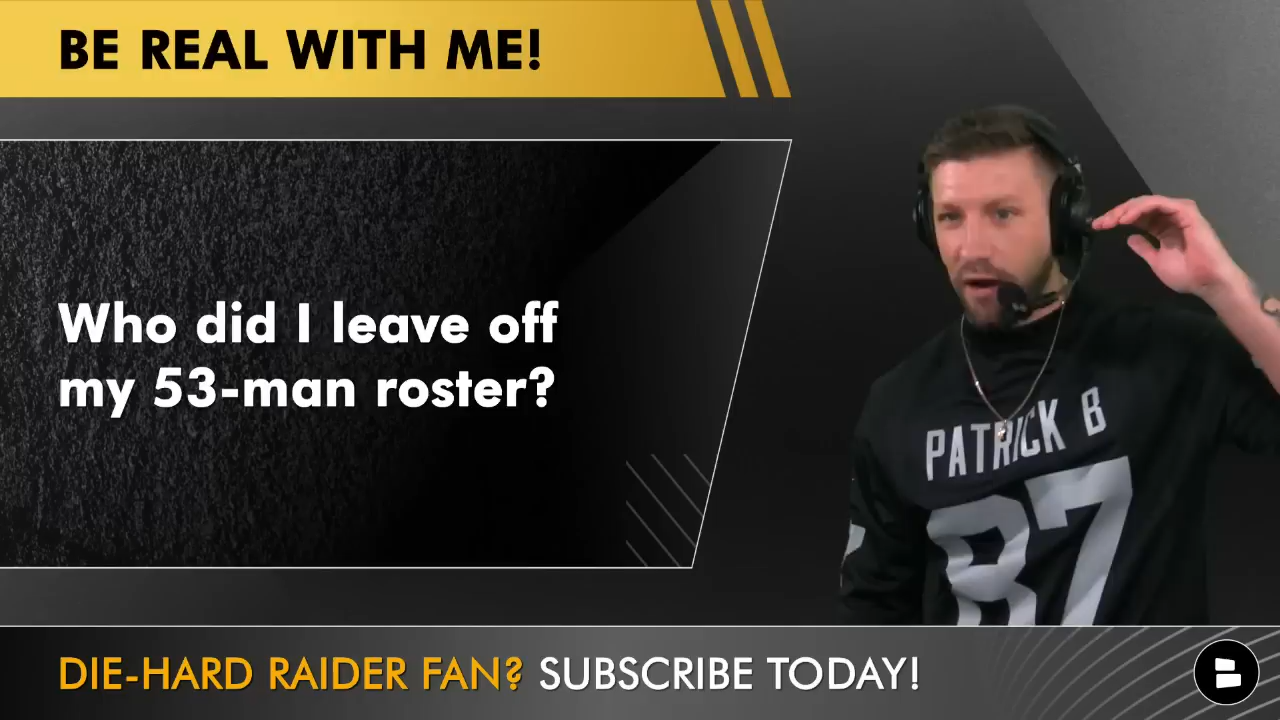 BE REAL WITH ME!
Who did I leave off
my 53-man roster?
PATRICK B
87
DIE-HARD RAIDER FAN? SUBSCRIBE TODAY!